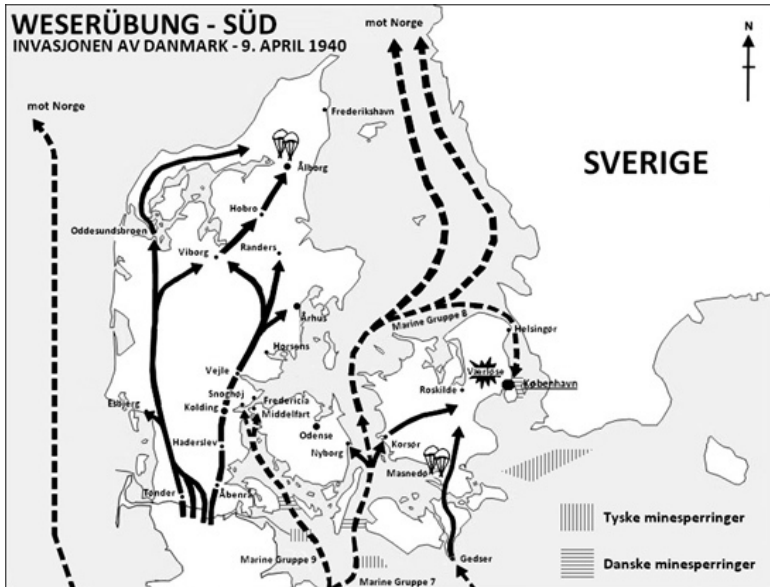 WESERÜBUNG - SÜD
INVASJONEN AV DANMARK - 9. APRIL 1940
mot Norge
N
mot Norge
Frederikshavn
SVERIGE
Ålborg
Hobro
Oddesundsbroen
Viborg
Randers
Århus
Marine Gruppe 8
Helsingør
Horsens
Værløse
København
Vejle
Roskilde
Snoghøj
Esbjerg
Fredericia
Kolding
Middelfart
Odense
Korsør
Haderslev
Nyborg
Masnedø
Tønder
Åbenrå
Tyske minesperringer
Gedser
Marine Gruppe 9
Danske minesperringer
Marine Gruppe 7